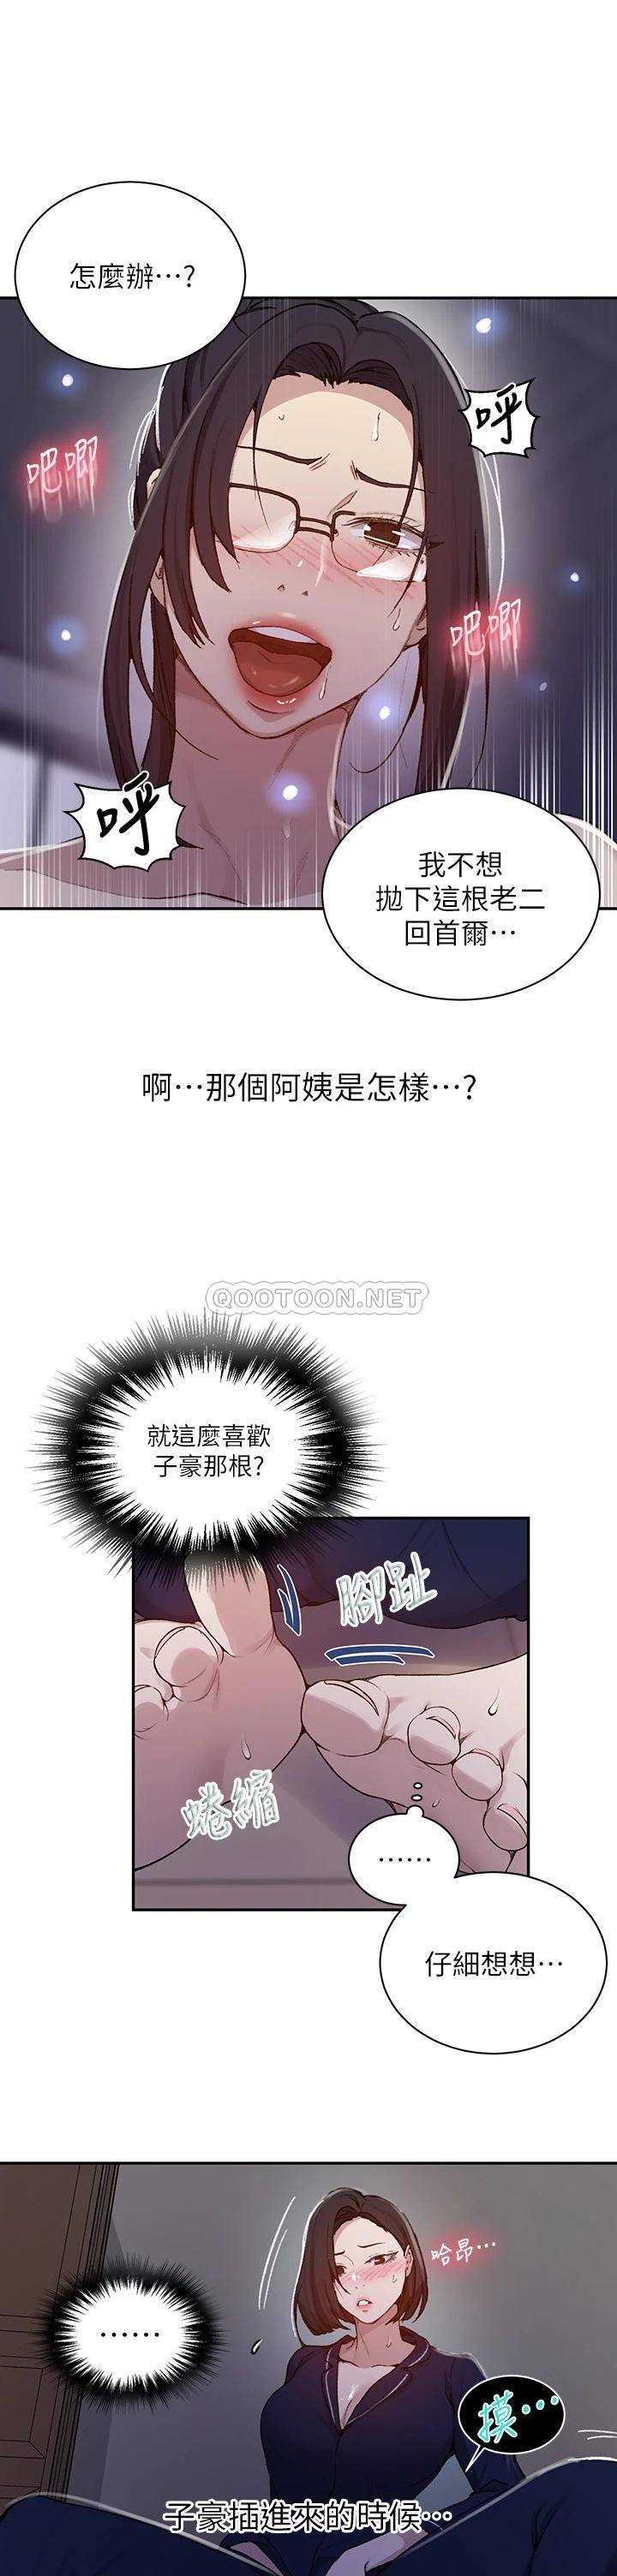 怎麼辦…?
呼
吧唧
吧唧
呼
我不想
拋下這根老二
回首爾…
啊…那個阿姨是怎樣…?
QOOTOON.NET
就這麼喜歡
子豪那根?
腳趾
蜷縮
……
仔細想想…
哈昂…
……
摸…
子豪插進來的時候…